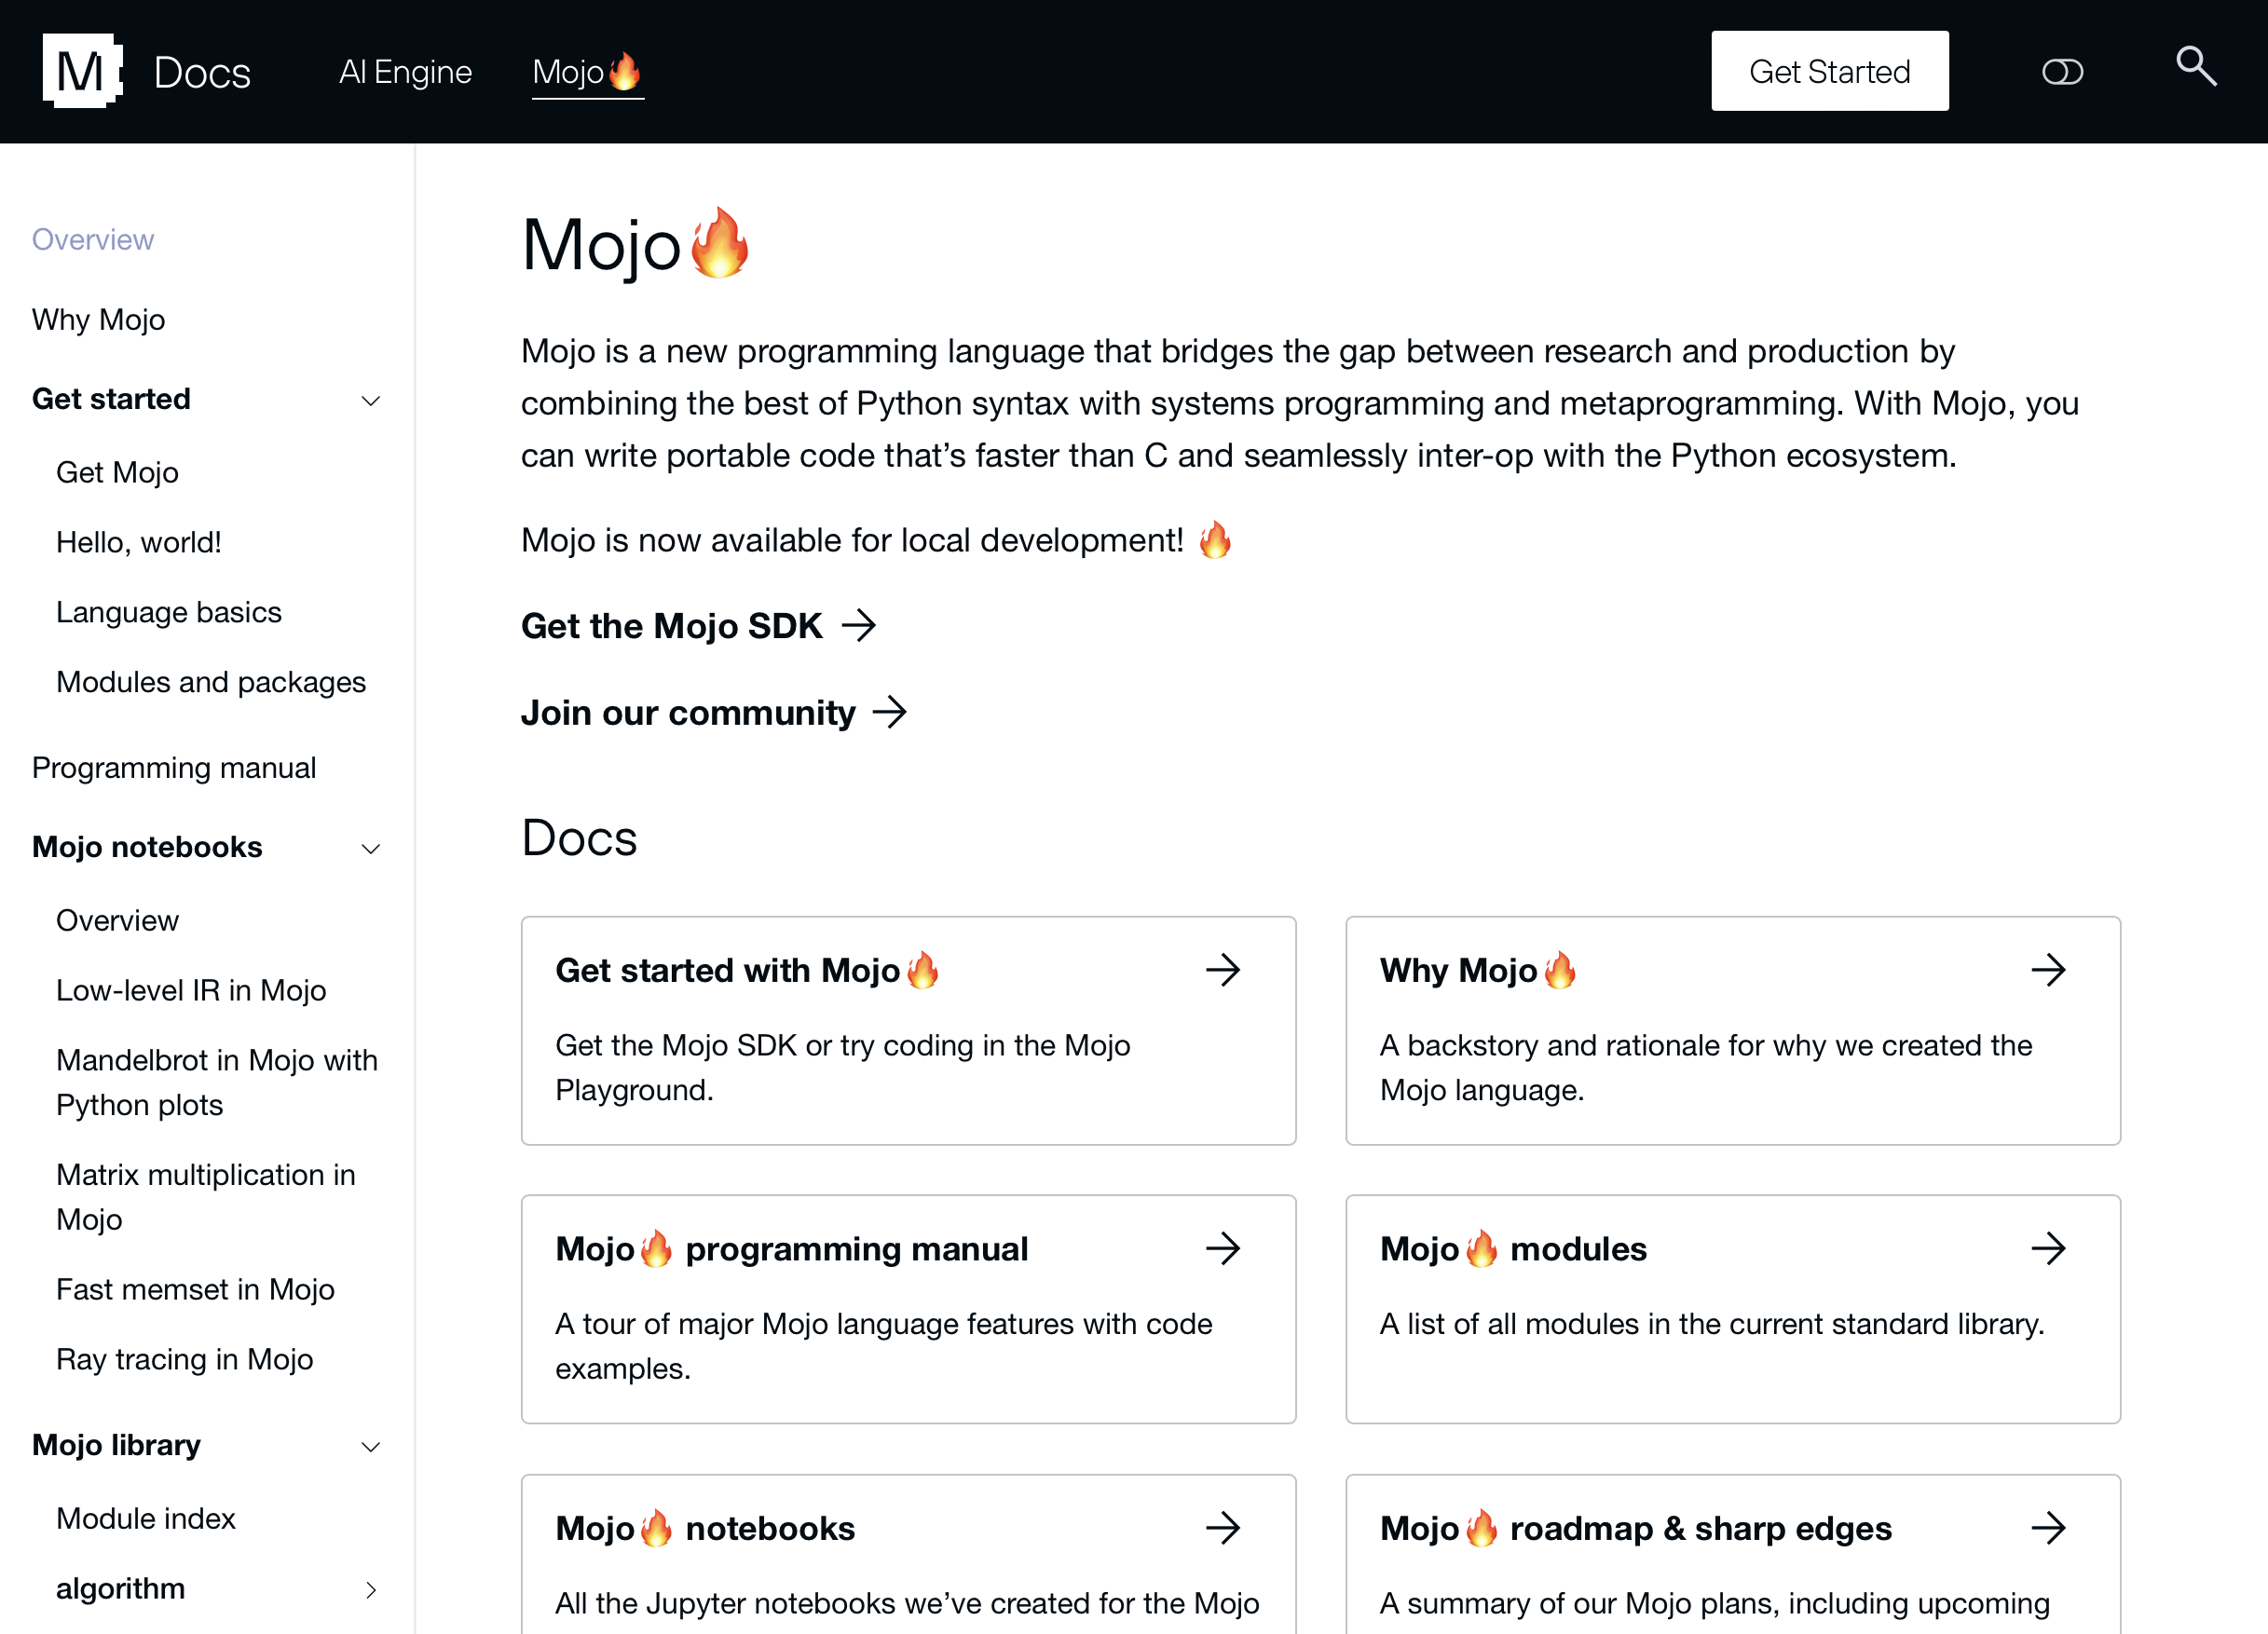 M Docs AI Engine Mojo🔥 Get Started
Overview
Why Mojo
Get started
Get Mojo
Hello, world!
Language basics
Modules and packages
Programming manual
Mojo notebooks
Overview
Low-level IR in Mojo
Mandelbrot in Mojo with
Python plots
Matrix multiplication in
Mojo
Fast memset in Mojo
Ray tracing in Mojo
Mojo library
Module index
algorithm
Mojo🔥
Mojo is a new programming language that bridges the gap between research and production by
combining the best of Python syntax with systems programming and metaprogramming. With Mojo, you
can write portable code that’s faster than C and seamlessly inter-op with the Python ecosystem.
Mojo is now available for local development! 🔥
Get the Mojo SDK →
Join our community →
Docs
Get started with Mojo🔥 →
Get the Mojo SDK or try coding in the Mojo
Playground.
Why Mojo🔥 →
A backstory and rationale for why we created the
Mojo language.
Mojo🔥 programming manual →
A tour of major Mojo language features with code
examples.
Mojo🔥 modules →
A list of all modules in the current standard library.
Mojo🔥 notebooks →
All the Jupyter notebooks we’ve created for the Mojo
Mojo🔥 roadmap & sharp edges →
A summary of our Mojo plans, including upcoming